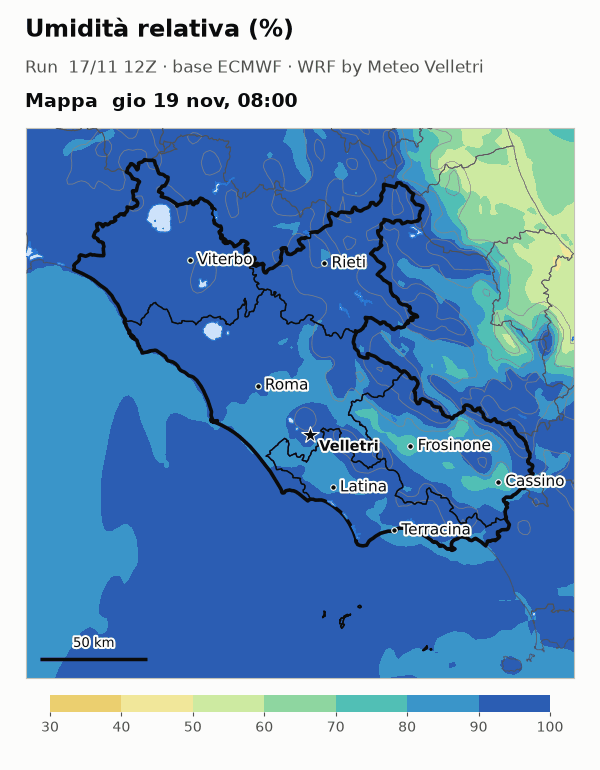 Umidità relativa (%)
Run  17/11 12Z · base ECMWF · WRF by Meteo Velletri
Mappa  gio 19 nov, 08:00
Viterbo
Rieti
Roma
Velletri
Frosinone
Cassino
Latina
Terracina
50 km
30 40 50 60 70 80 90 100